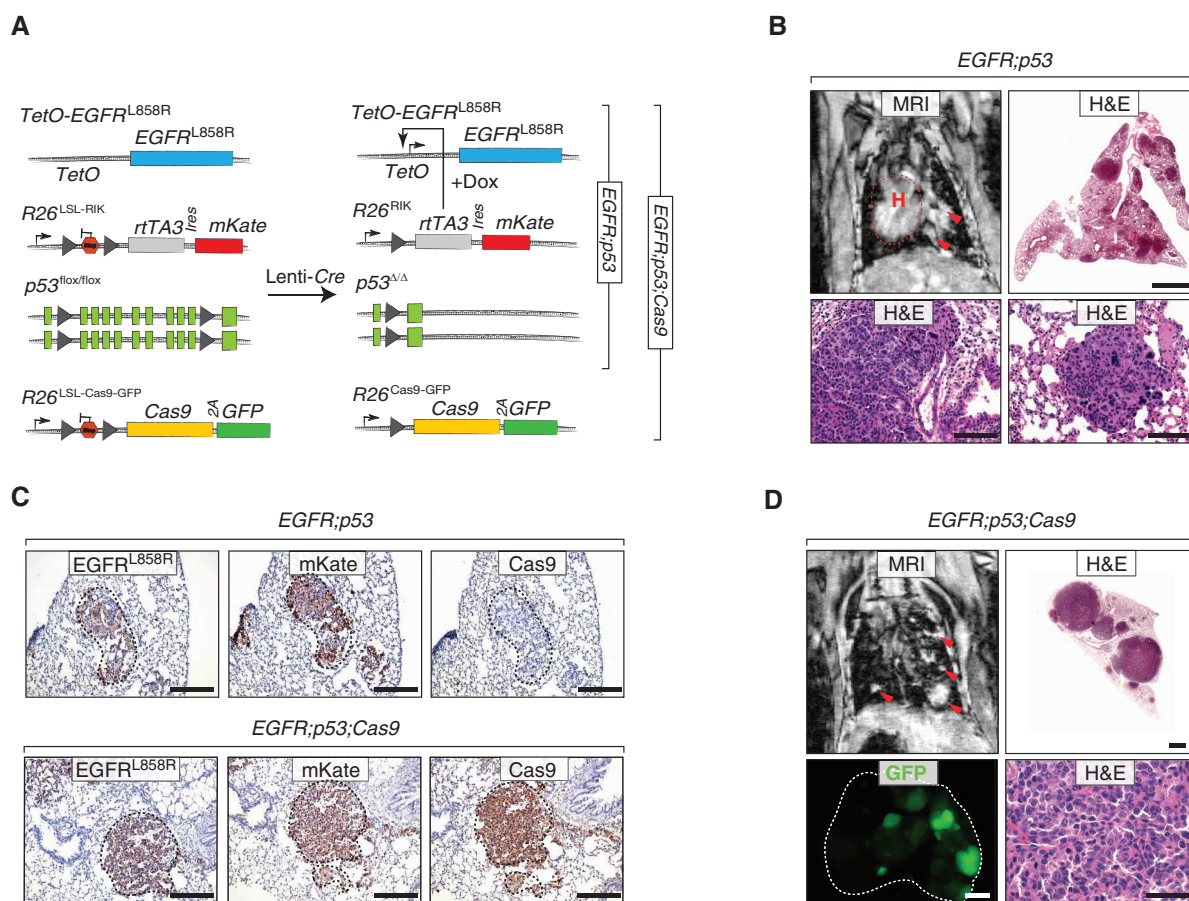 A
TetO-EGFR^L858R
EGFR^L858R
TetO
R26^LSL-RIK
Stop
rtTA3
Ires
mKate
p53^flox/flox
R26^LSL-Cas9-GFP
Stop
Cas9
2A
GFP
Lenti-Cre
TetO-EGFR^L858R
EGFR^L858R
TetO
+Dox
R26^RIK
rtTA3
Ires
mKate
p53^Δ/Δ
R26^Cas9-GFP
Cas9
2A
GFP
EGFR;p53
EGFR;p53;Cas9
B
EGFR;p53
MRI
H
H&E
H&E
H&E
C
EGFR;p53
EGFR^L858R
mKate
Cas9
EGFR;p53;Cas9
EGFR^L858R
mKate
Cas9
D
EGFR;p53;Cas9
MRI
H&E
GFP
H&E